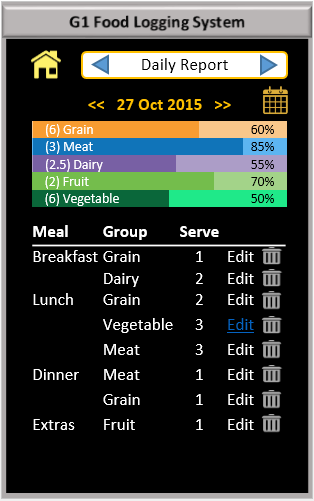 G1 Food Logging System
Daily Report
<< 27 Oct 2015 >>
(6) Grain 60%
(3) Meat 85%
(2.5) Dairy 55%
(2) Fruit 70%
(6) Vegetable 50%
Meal Group Serve
Breakfast Grain 1 Edit
Dairy 2 Edit
Lunch Grain 2 Edit
Vegetable 3 Edit
Meat 3 Edit
Dinner Meat 1 Edit
Grain 1 Edit
Extras Fruit 1 Edit